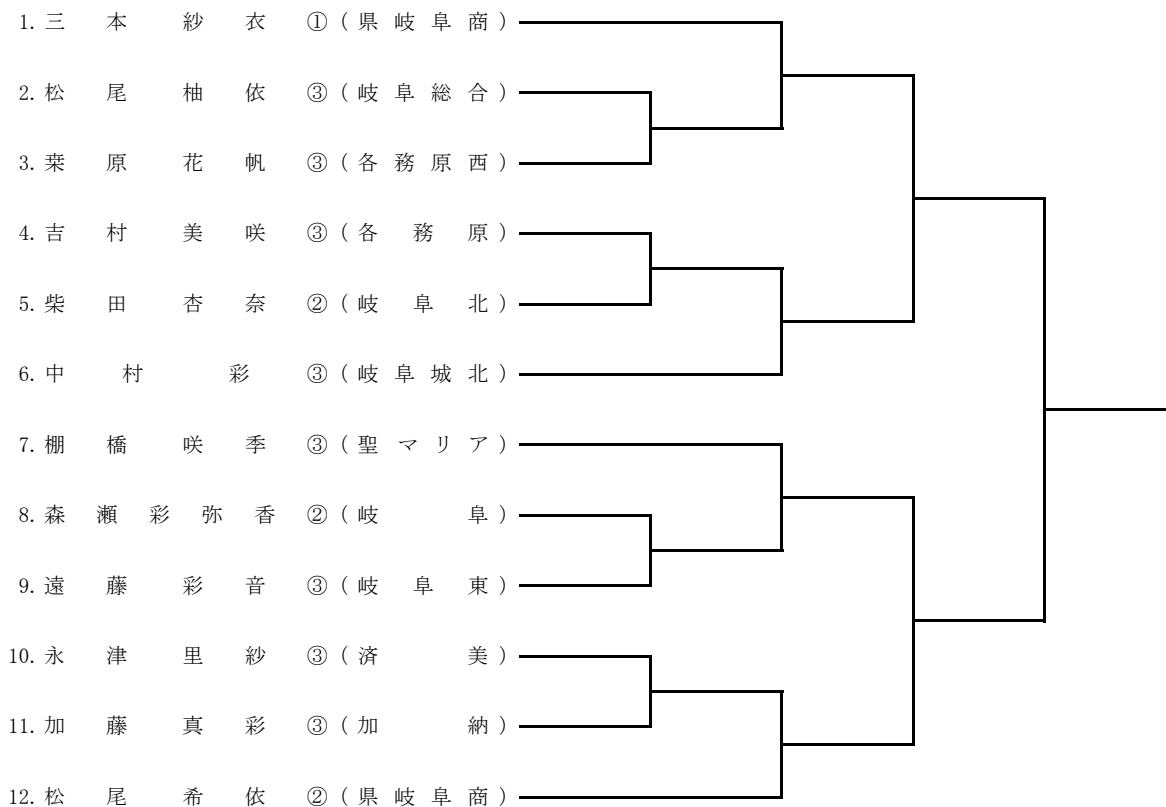 1. 三本紗衣 ① (県岐阜商)
2. 松尾柚依 ③ (岐阜総合)
3. 栞原花帆 ③ (各務原西)
4. 吉村美咲 ③ (各務原)
5. 柴田杏奈 ② (岐阜北)
6. 中村彩 ③ (岐阜城北)
7. 棚橋咲季 ③ (聖マリア)
8. 森瀬彩弥香 ② (岐阜)
9. 遠藤彩音 ③ (岐阜東)
10. 永津里紗 ③ (済美)
11. 加藤真彩 ③ (加納)
12. 松尾希依 ② (県岐阜商)